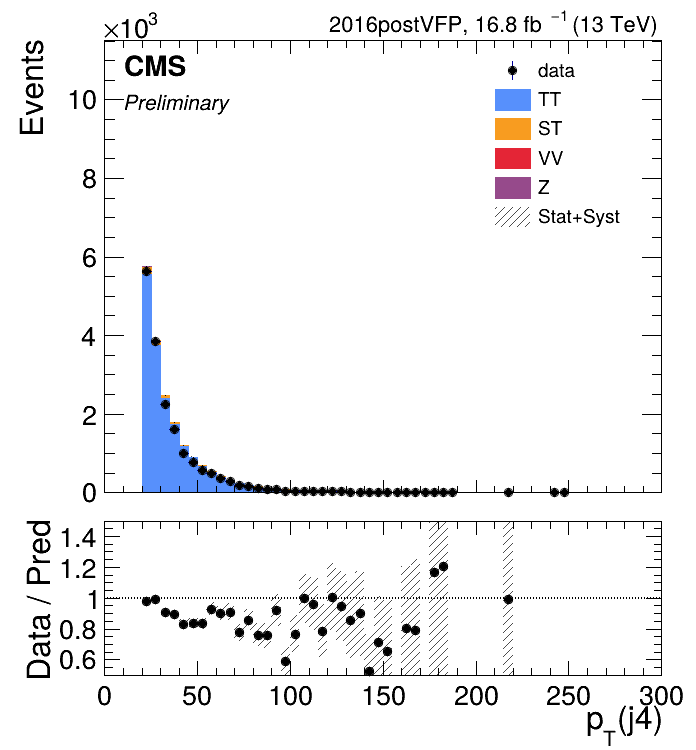 ×10³
2016postVFP, 16.8 fb⁻¹ (13 TeV)
Events
CMS
Preliminary
data
TT
ST
VV
Z
Stat+Syst
10
8
6
4
2
0
Data / Pred
1.4
1.2
1
0.8
0.6
0 50 100 150 200 250 300
p_T(j4)